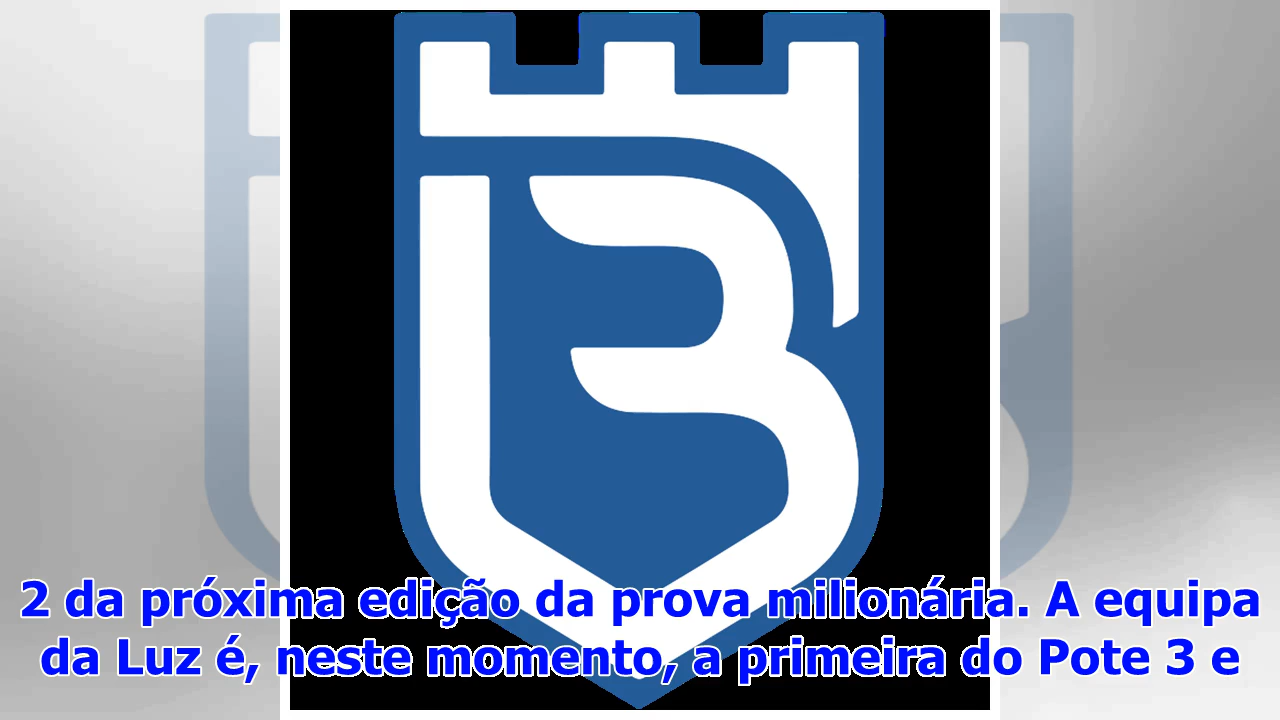 2 da próxima edição da prova milionária. A equipa
da Luz é, neste momento, a primeira do Pote 3 e